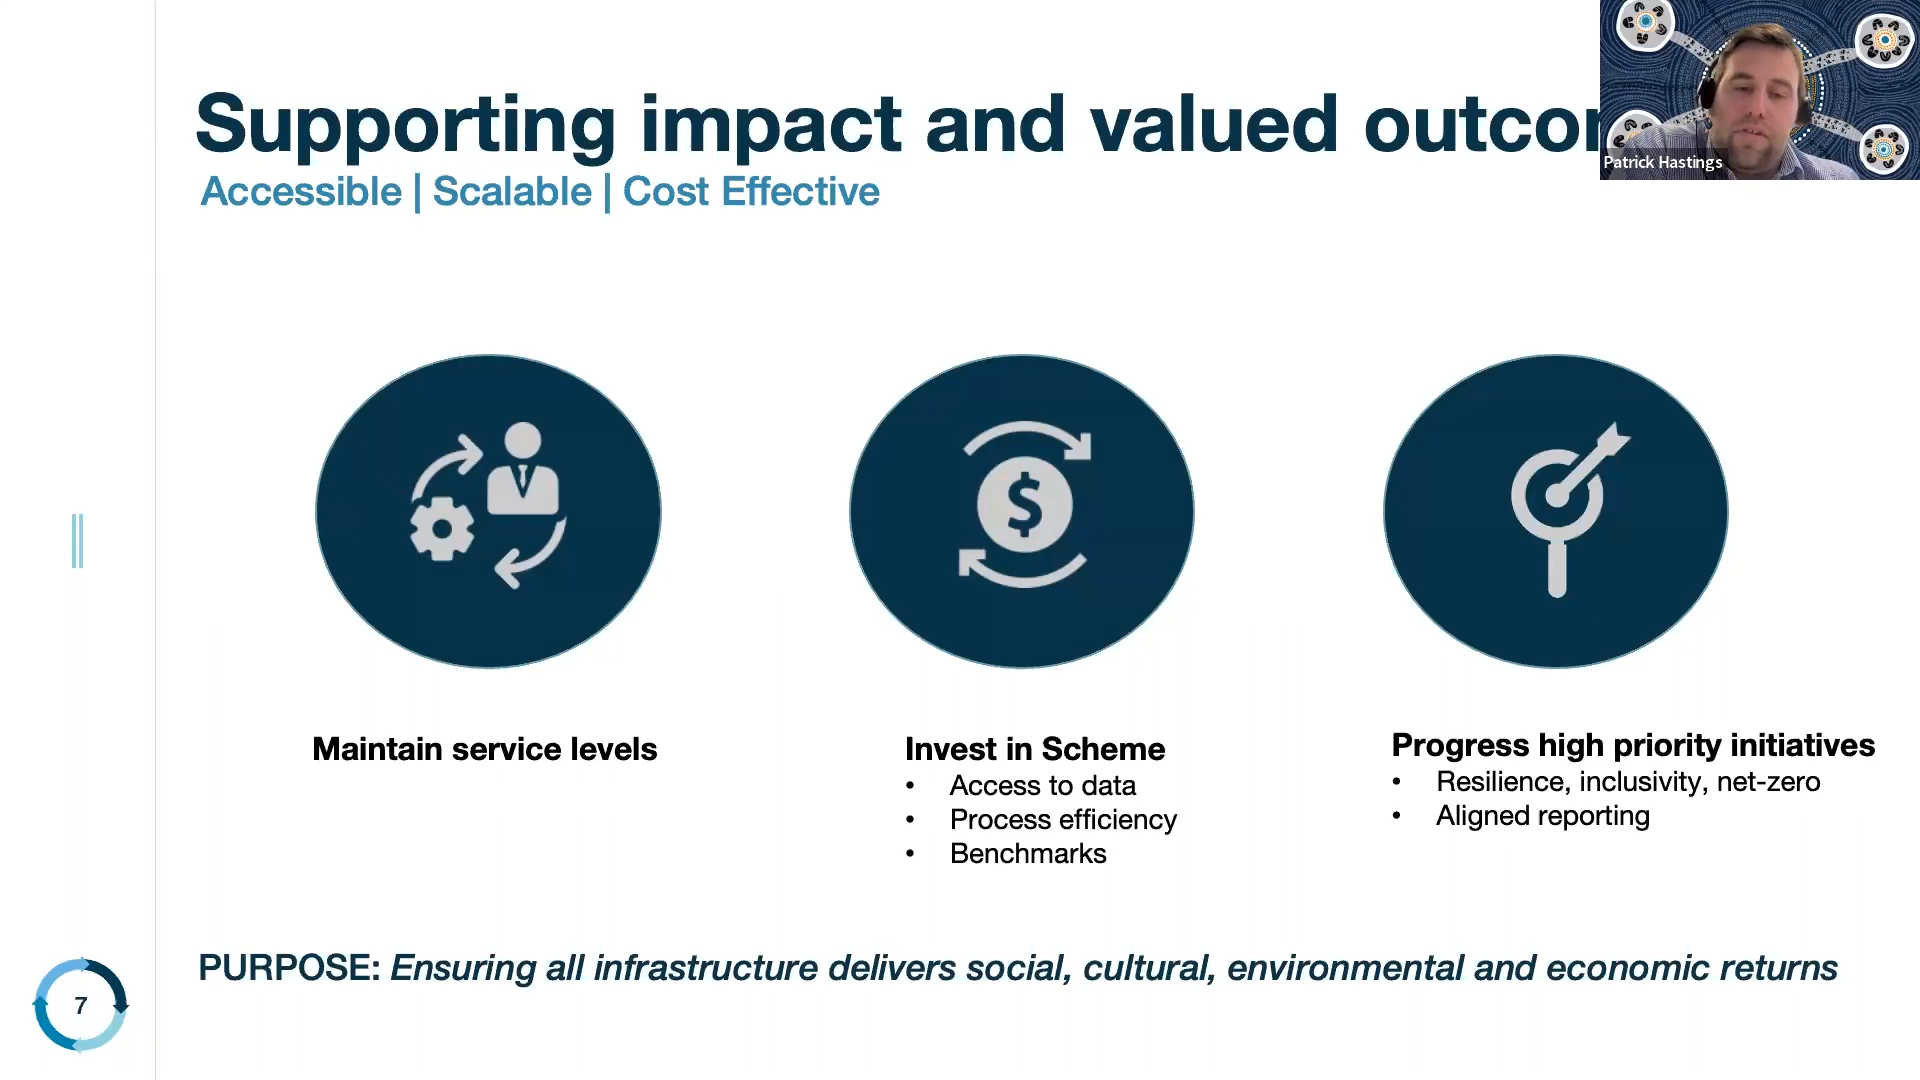 Supporting impact and valued outcom
Patrick Hastings
Accessible | Scalable | Cost Effective
$
Maintain service levels
Invest in Scheme
• Access to data
• Process efficiency
• Benchmarks
Progress high priority initiatives
• Resilience, inclusivity, net-zero
• Aligned reporting
PURPOSE: Ensuring all infrastructure delivers social, cultural, environmental and economic returns
7